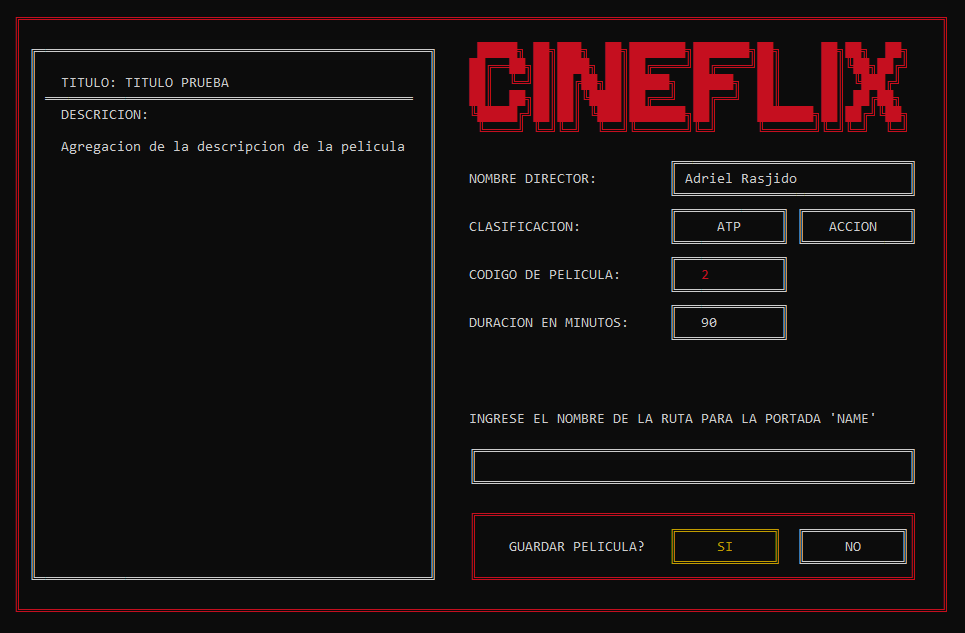 TITULO: TITULO PRUEBA
DESCRICION:
Agregacion de la descripcion de la pelicula
CINEFLIX
NOMBRE DIRECTOR: Adriel Rasjido
CLASIFICACION: ATP ACCION
CODIGO DE PELICULA: 2
DURACION EN MINUTOS: 90
INGRESE EL NOMBRE DE LA RUTA PARA LA PORTADA 'NAME'
GUARDAR PELICULA? SI NO